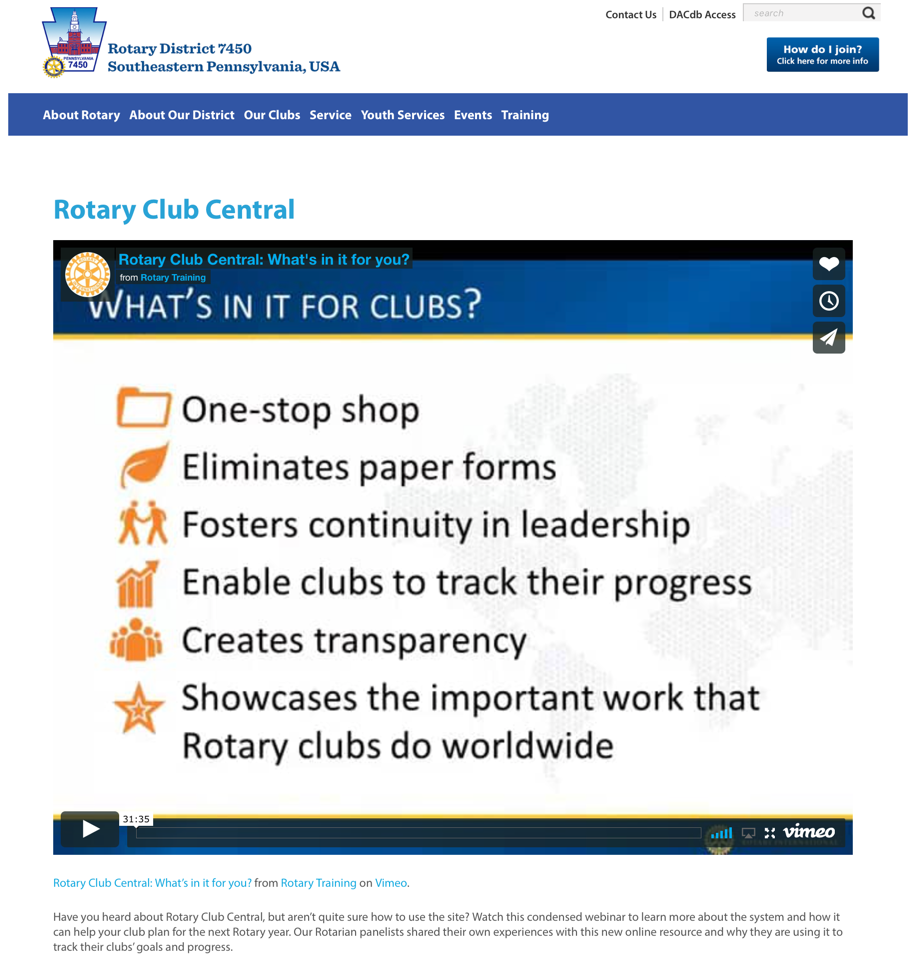 Contact Us
DACdb Access
search
PENNSYLVANIA
7450
Rotary District 7450
Southeastern Pennsylvania, USA
How do I join?
Click here for more info
About Rotary About Our District Our Clubs Service Youth Services Events Training
Rotary Club Central
Rotary Club Central: What's in it for you?
from Rotary Training
WHAT'S IN IT FOR CLUBS?
One-stop shop
Eliminates paper forms
Fosters continuity in leadership
Enable clubs to track their progress
Creates transparency
Showcases the important work that
Rotary clubs do worldwide
31:35
vimeo
ROTARY INTERNATIONAL
Rotary Club Central: What’s in it for you? from Rotary Training on Vimeo.
Have you heard about Rotary Club Central, but aren’t quite sure how to use the site? Watch this condensed webinar to learn more about the system and how it
can help your club plan for the next Rotary year. Our Rotarian panelists shared their own experiences with this new online resource and why they are using it to
track their clubs’ goals and progress.